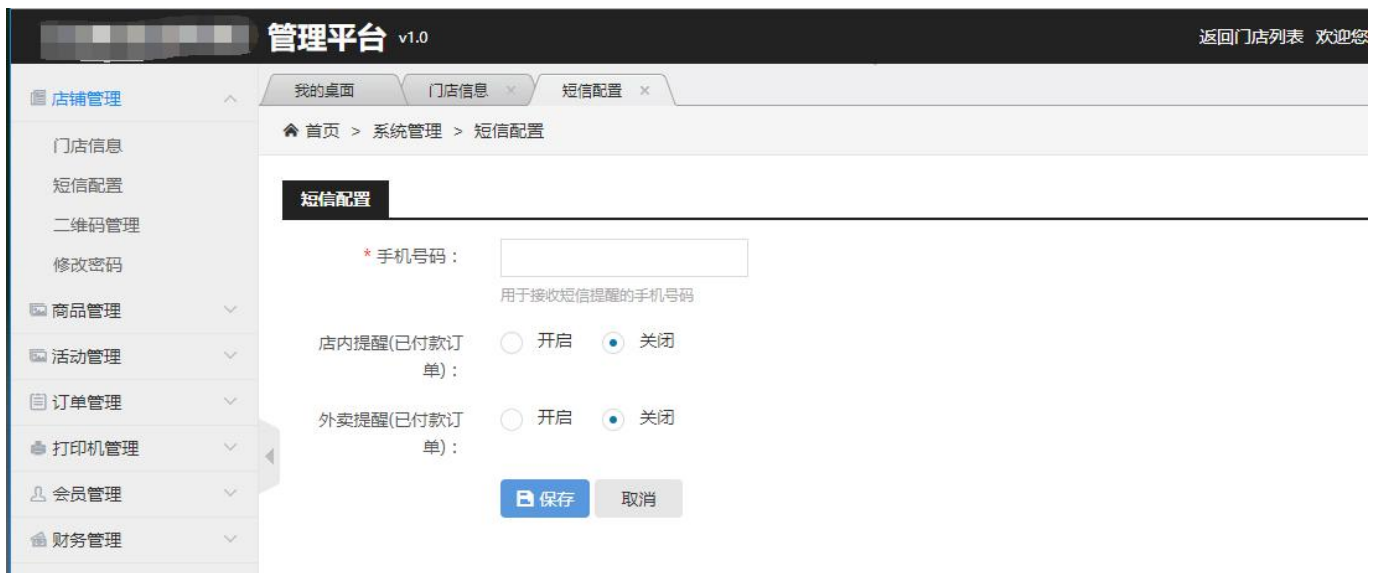 管理平台 v1.0
返回门店列表 欢迎您
店铺管理
门店信息
短信配置
二维码管理
修改密码
商品管理
活动管理
订单管理
打印机管理
会员管理
财务管理
我的桌面 门店信息 × 短信配置 ×
首页 > 系统管理 > 短信配置
短信配置
* 手机号码：
用于接收短信提醒的手机号码
店内提醒(已付款订
单)：
开启 关闭
外卖提醒(已付款订
单)：
开启 关闭
保存 取消